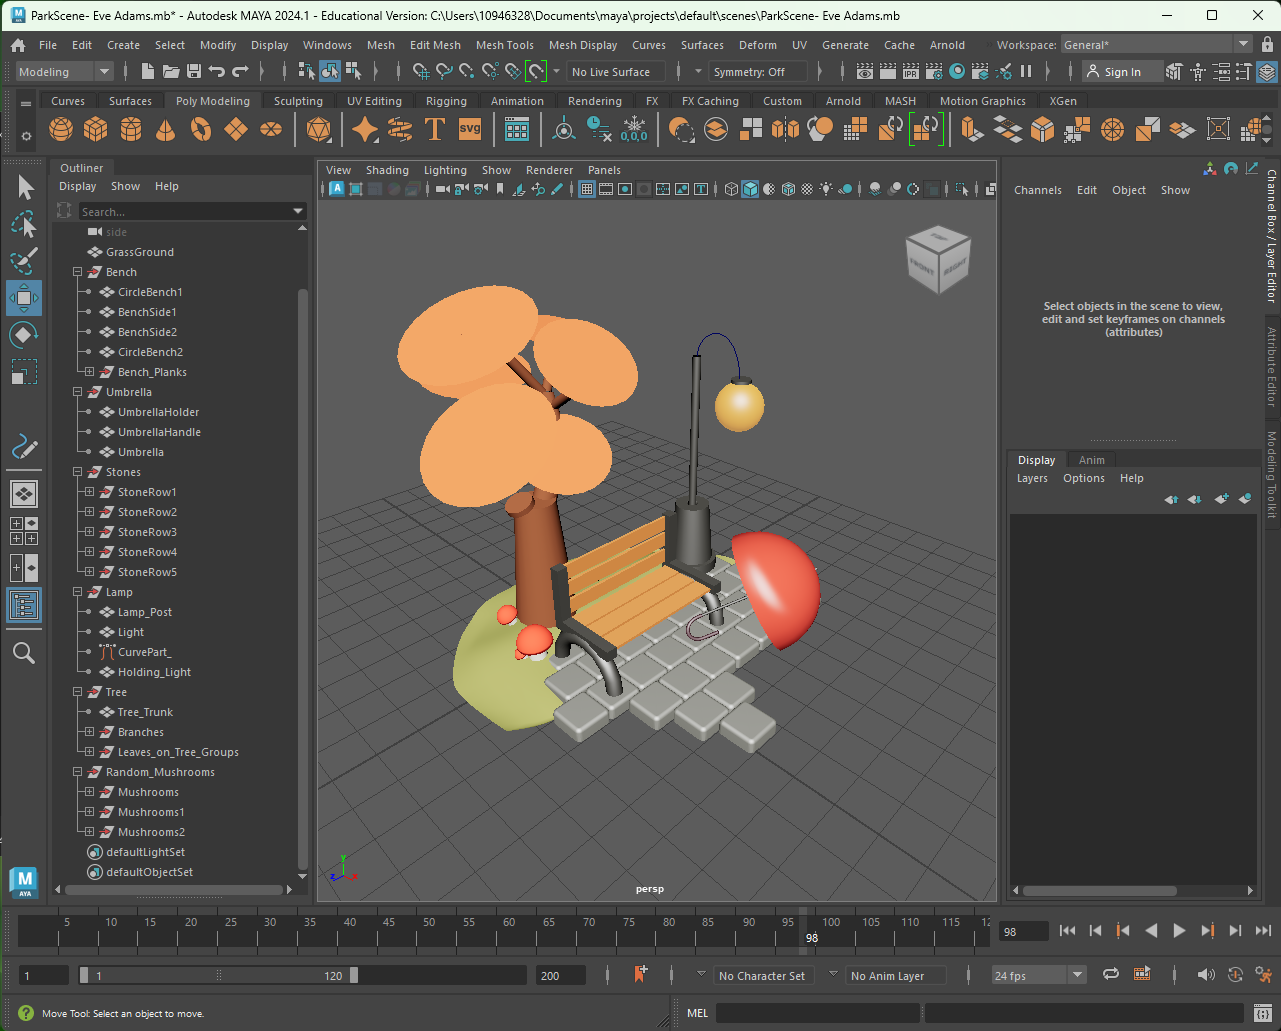 ParkScene- Eve Adams.mb* - Autodesk MAYA 2024.1 - Educational Version: C:\Users\10946328\Documents\maya\projects\default\scenes\ParkScene- Eve Adams.mb
File Edit Create Select Modify Display Windows Mesh Edit Mesh Mesh Tools Mesh Display Curves Surfaces Deform UV Generate Cache Arnold Workspace: General*
Modeling No Live Surface Symmetry: Off IPR Sign In
Curves Surfaces Poly Modeling Sculpting UV Editing Rigging Animation Rendering FX FX Caching Custom Arnold MASH Motion Graphics XGen
T SVG 0,0,0
Outliner
Display Show Help
Search...
side
GrassGround
Bench
CircleBench1
BenchSide1
BenchSide2
CircleBench2
Bench_Planks
Umbrella
UmbrellaHolder
UmbrellaHandle
Umbrella
Stones
StoneRow1
StoneRow2
StoneRow3
StoneRow4
StoneRow5
Lamp
Lamp_Post
Light
CurvePart_
Holding_Light
Tree
Tree_Trunk
Branches
Leaves_on_Tree_Groups
Random_Mushrooms
Mushrooms
Mushrooms1
Mushrooms2
defaultLightSet
defaultObjectSet
M
AYA
View Shading Lighting Show Renderer Panels
FRONT RIGHT
y
z x
persp
Channels Edit Object Show
Select objects in the scene to view,
edit and set keyframes on channels
(attributes)
Display Anim
Layers Options Help
Channel Box / Layer Editor
Attribute Editor
Modeling Toolkit
5 10 15 20 25 30 35 40 45 50 55 60 65 70 75 80 85 90 95 100 105 110 115 12
98
98
1 1 120 200 No Character Set No Anim Layer 24 fps
Move Tool: Select an object to move. MEL